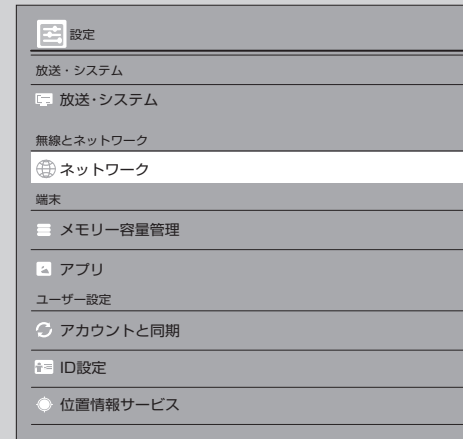 設定
放送・システム
放送・システム
無線とネットワーク
ネットワーク
端末
メモリー容量管理
アプリ
ユーザー設定
アカウントと同期
ID設定
位置情報サービス